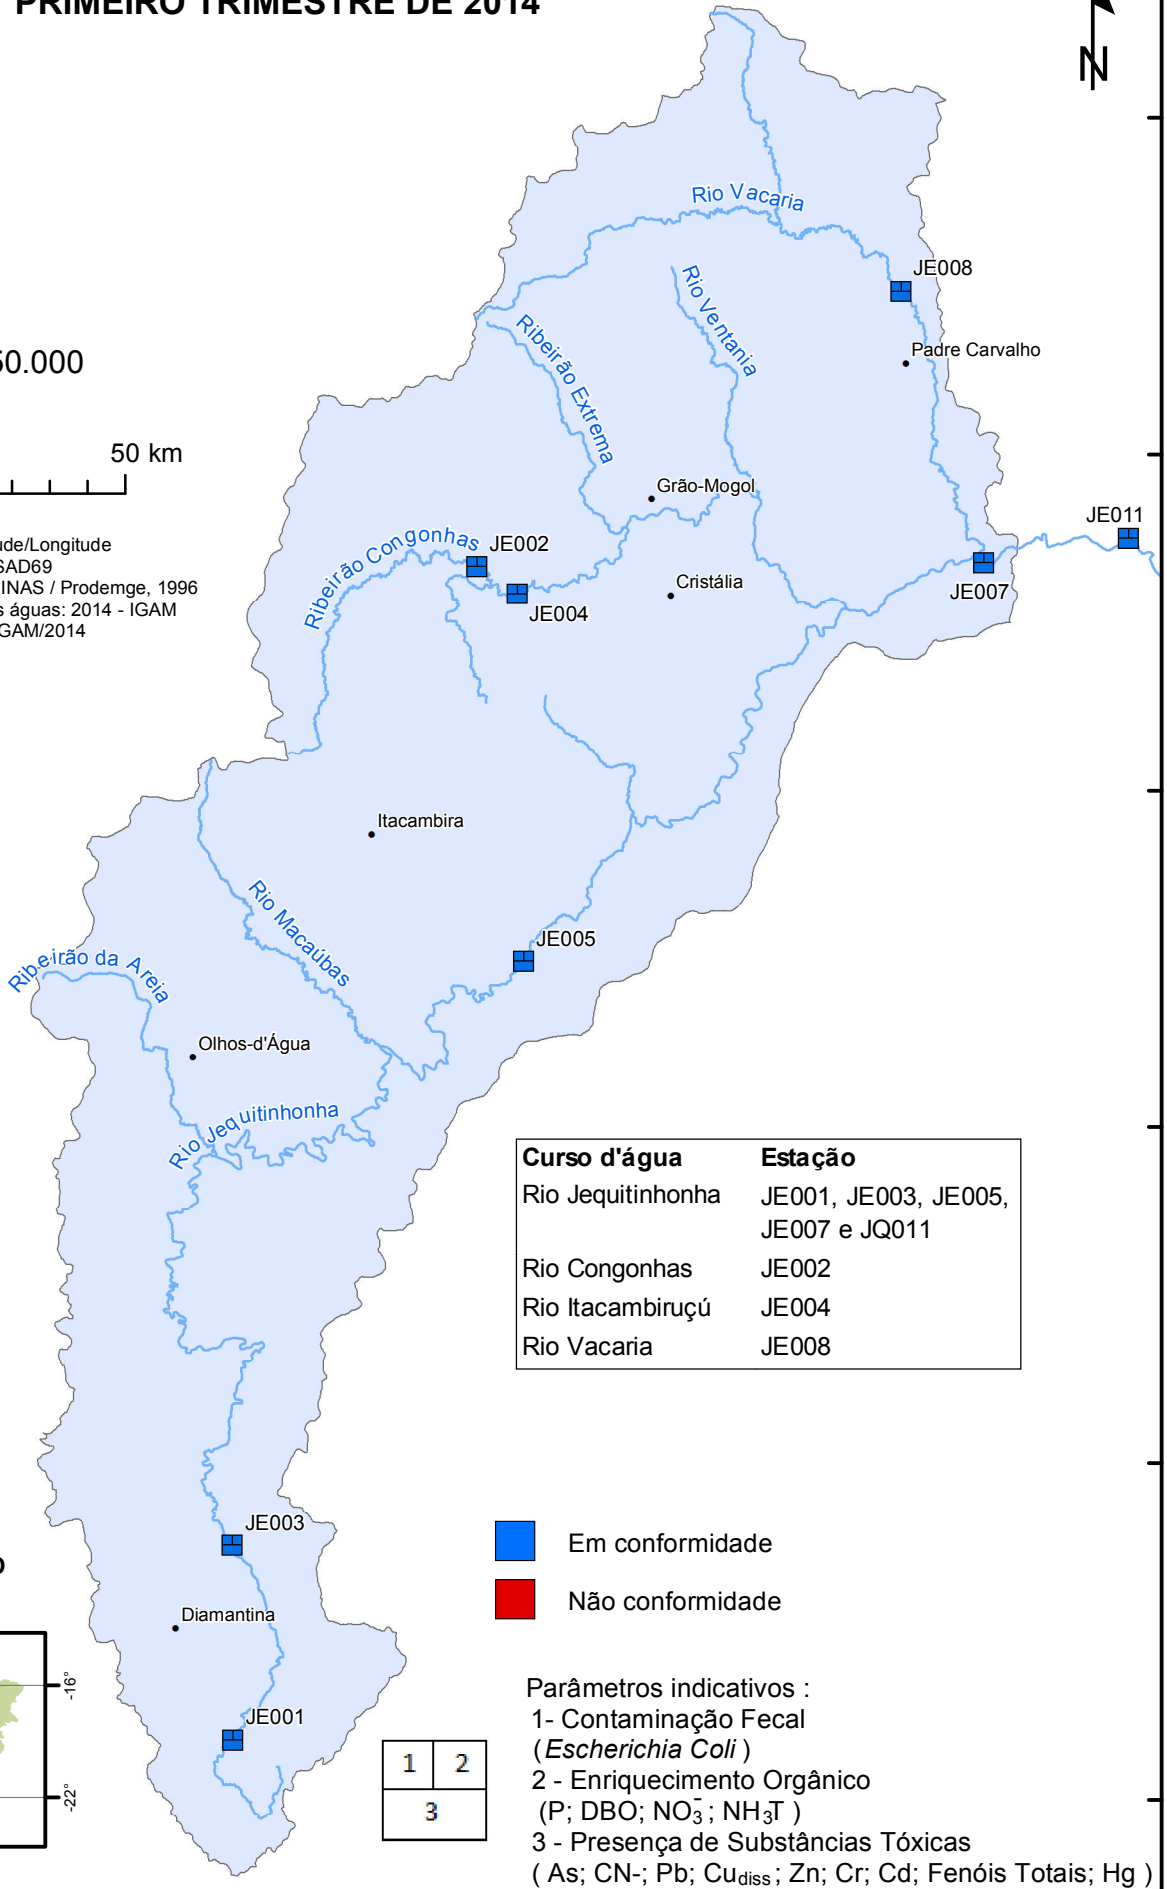 PRIMEIRO TRIMESTRE DE 2014
N
Rio Vacaria
JE008
Rio Ventania
Ribeirão Extrema
Padre Carvalho
50.000
50 km
Grão-Mogol
JE011
ude/Longitude
SAD69
INAS / Prodemge, 1996
s águas: 2014 - IGAM
IGAM/2014
Ribeirão Congonhas
JE002
JE004
Cristália
JE007
Itacambira
Rio Macaúbas
JE005
Ribeirão da Areia
Olhos-d'Água
Rio Jequitinhonha
Curso d'água Estação
Rio Jequitinhonha JE001, JE003, JE005,
JE007 e JQ011
Rio Congonhas JE002
Rio Itacambiruçú JE004
Rio Vacaria JE008
JE003
Em conformidade
Não conformidade
Diamantina
-16°
JE001
-22°
1 2
3
Parâmetros indicativos :
1- Contaminação Fecal
(Escherichia Coli )
2 - Enriquecimento Orgânico
(P; DBO; NO₃⁻; NH₃T )
3 - Presença de Substâncias Tóxicas
( As; CN-; Pb; Cudiss; Zn; Cr; Cd; Fenóis Totais; Hg )